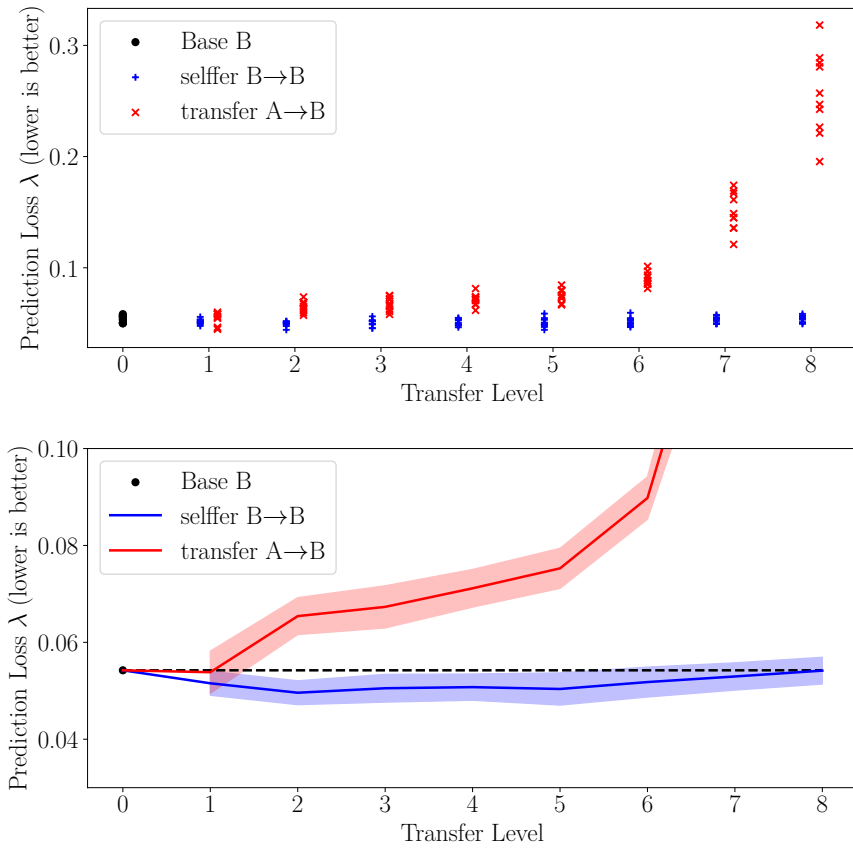 Prediction Loss λ (lower is better)
0.3
0.2
0.1
Base B
selffer B→B
transfer A→B
0 1 2 3 4 5 6 7 8
Transfer Level
Prediction Loss λ (lower is better)
0.10
0.08
0.06
0.04
Base B
selffer B→B
transfer A→B
0 1 2 3 4 5 6 7 8
Transfer Level